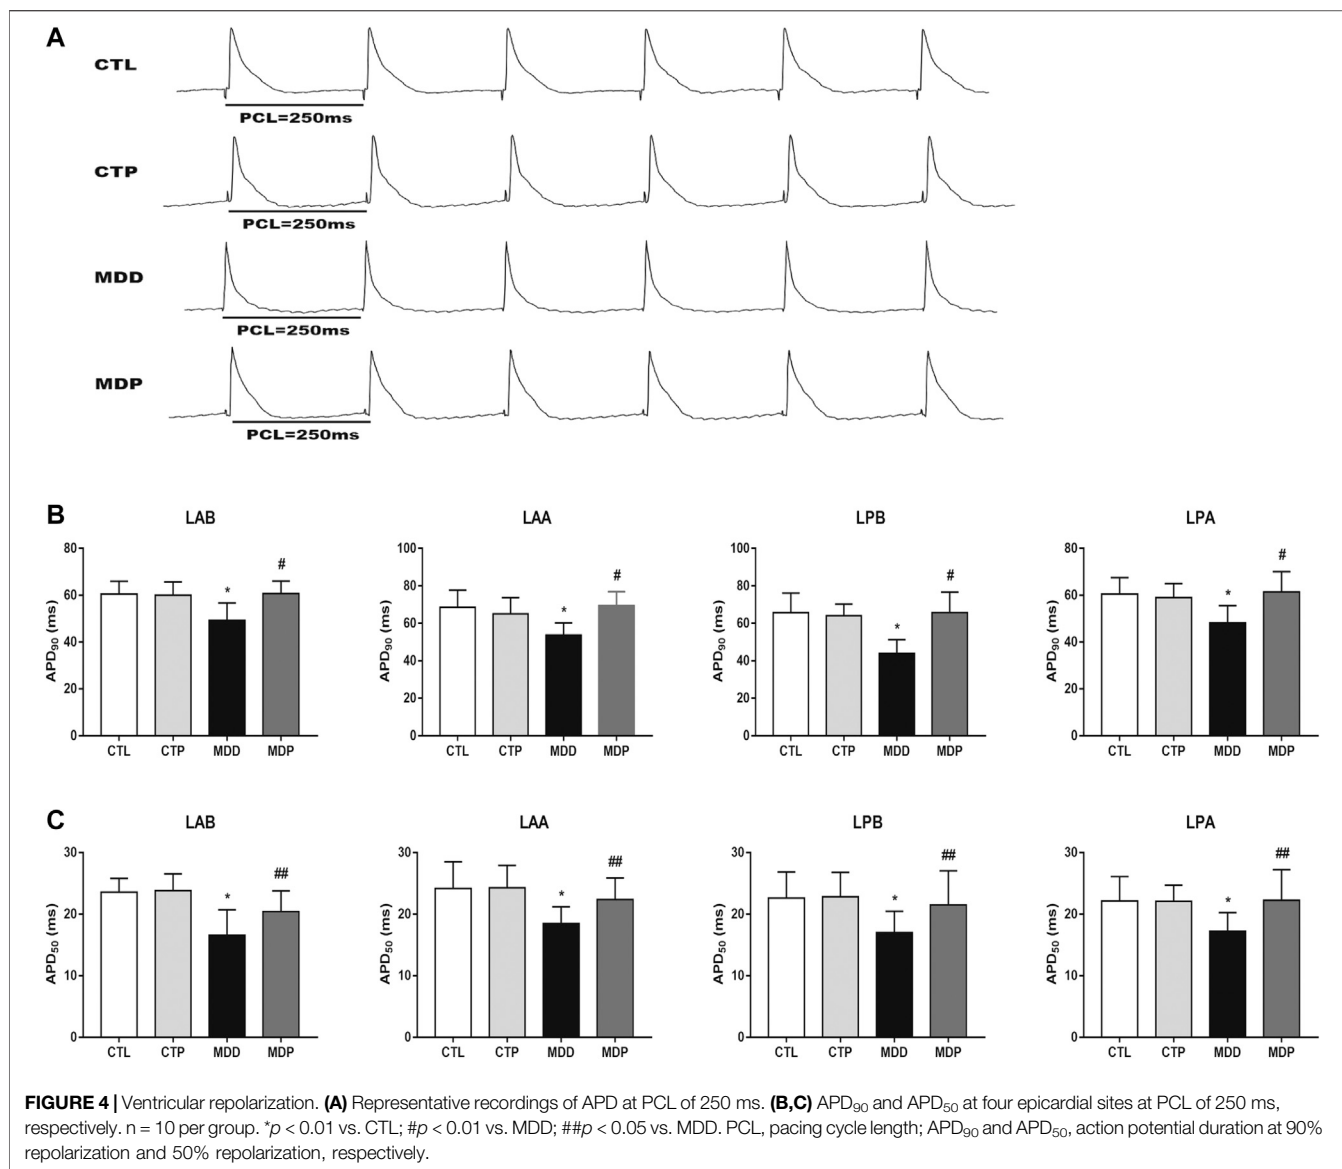 A
CTL
PCL=250ms
CTP
PCL=250ms
MDD
PCL=250ms
MDP
PCL=250ms
B
LAB
LAA
LPB
LPA
80
60
40
20
0
APD90 (ms)
*
#
CTL CTP MDD MDP
100
80
60
40
20
0
APD90 (ms)
*
#
CTL CTP MDD MDP
100
80
60
40
20
0
APD90 (ms)
*
#
CTL CTP MDD MDP
80
60
40
20
0
APD90 (ms)
*
#
CTL CTP MDD MDP
C
LAB
LAA
LPB
LPA
30
20
10
0
APD50 (ms)
*
##
CTL CTP MDD MDP
30
20
10
0
APD50 (ms)
*
##
CTL CTP MDD MDP
30
20
10
0
APD50 (ms)
*
##
CTL CTP MDD MDP
30
20
10
0
APD50 (ms)
*
##
CTL CTP MDD MDP
FIGURE 4 | Ventricular repolarization. (A) Representative recordings of APD at PCL of 250 ms. (B,C) APD90 and APD50 at four epicardial sites at PCL of 250 ms,
respectively. n = 10 per group. *p < 0.01 vs. CTL; #p < 0.01 vs. MDD; ##p < 0.05 vs. MDD. PCL, pacing cycle length; APD90 and APD50, action potential duration at 90%
repolarization and 50% repolarization, respectively.